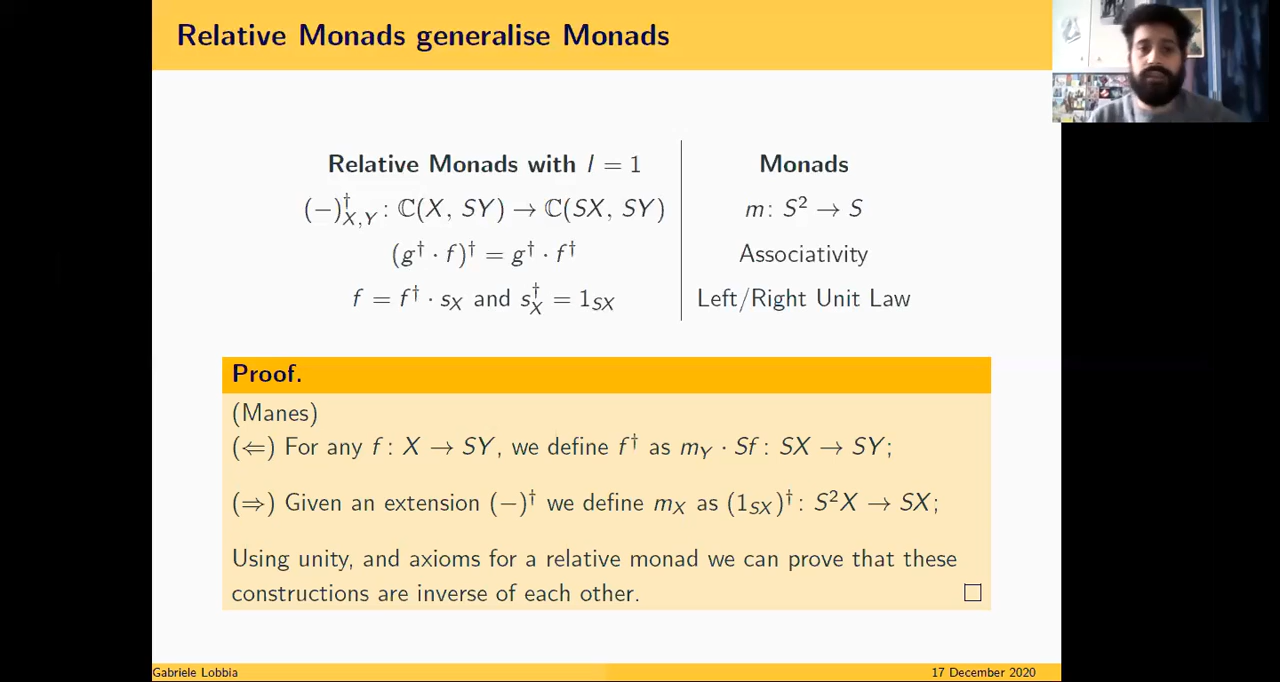 Relative Monads generalise Monads
Relative Monads with I = 1
Monads
(−)†X,Y : ℂ(X, SY) → ℂ(SX, SY)
m: S² → S
(g† · f)† = g† · f†
Associativity
f = f† · sX and s†X = 1SX
Left/Right Unit Law
Proof.
(Manes)
(⇐) For any f : X → SY, we define f† as mY · Sf : SX → SY;
(⇒) Given an extension (−)† we define mX as (1SX)† : S²X → SX;
Using unity, and axioms for a relative monad we can prove that these
constructions are inverse of each other.
□
Gabriele Lobbia
17 December 2020